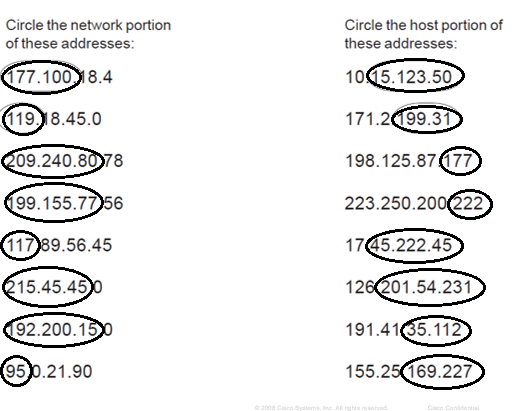 Circle the network portion
of these addresses:
177.100.18.4
119.18.45.0
209.240.80.78
199.155.77.56
117.89.56.45
215.45.45.0
192.200.15.0
95.0.21.90
Circle the host portion of
these addresses:
10.15.123.50
171.2.199.31
198.125.87.177
223.250.200.222
17.45.222.45
126.201.54.231
191.41.35.112
155.25.169.227
© 2008 Cisco Systems, Inc. All rights reserved.
Cisco Confidential